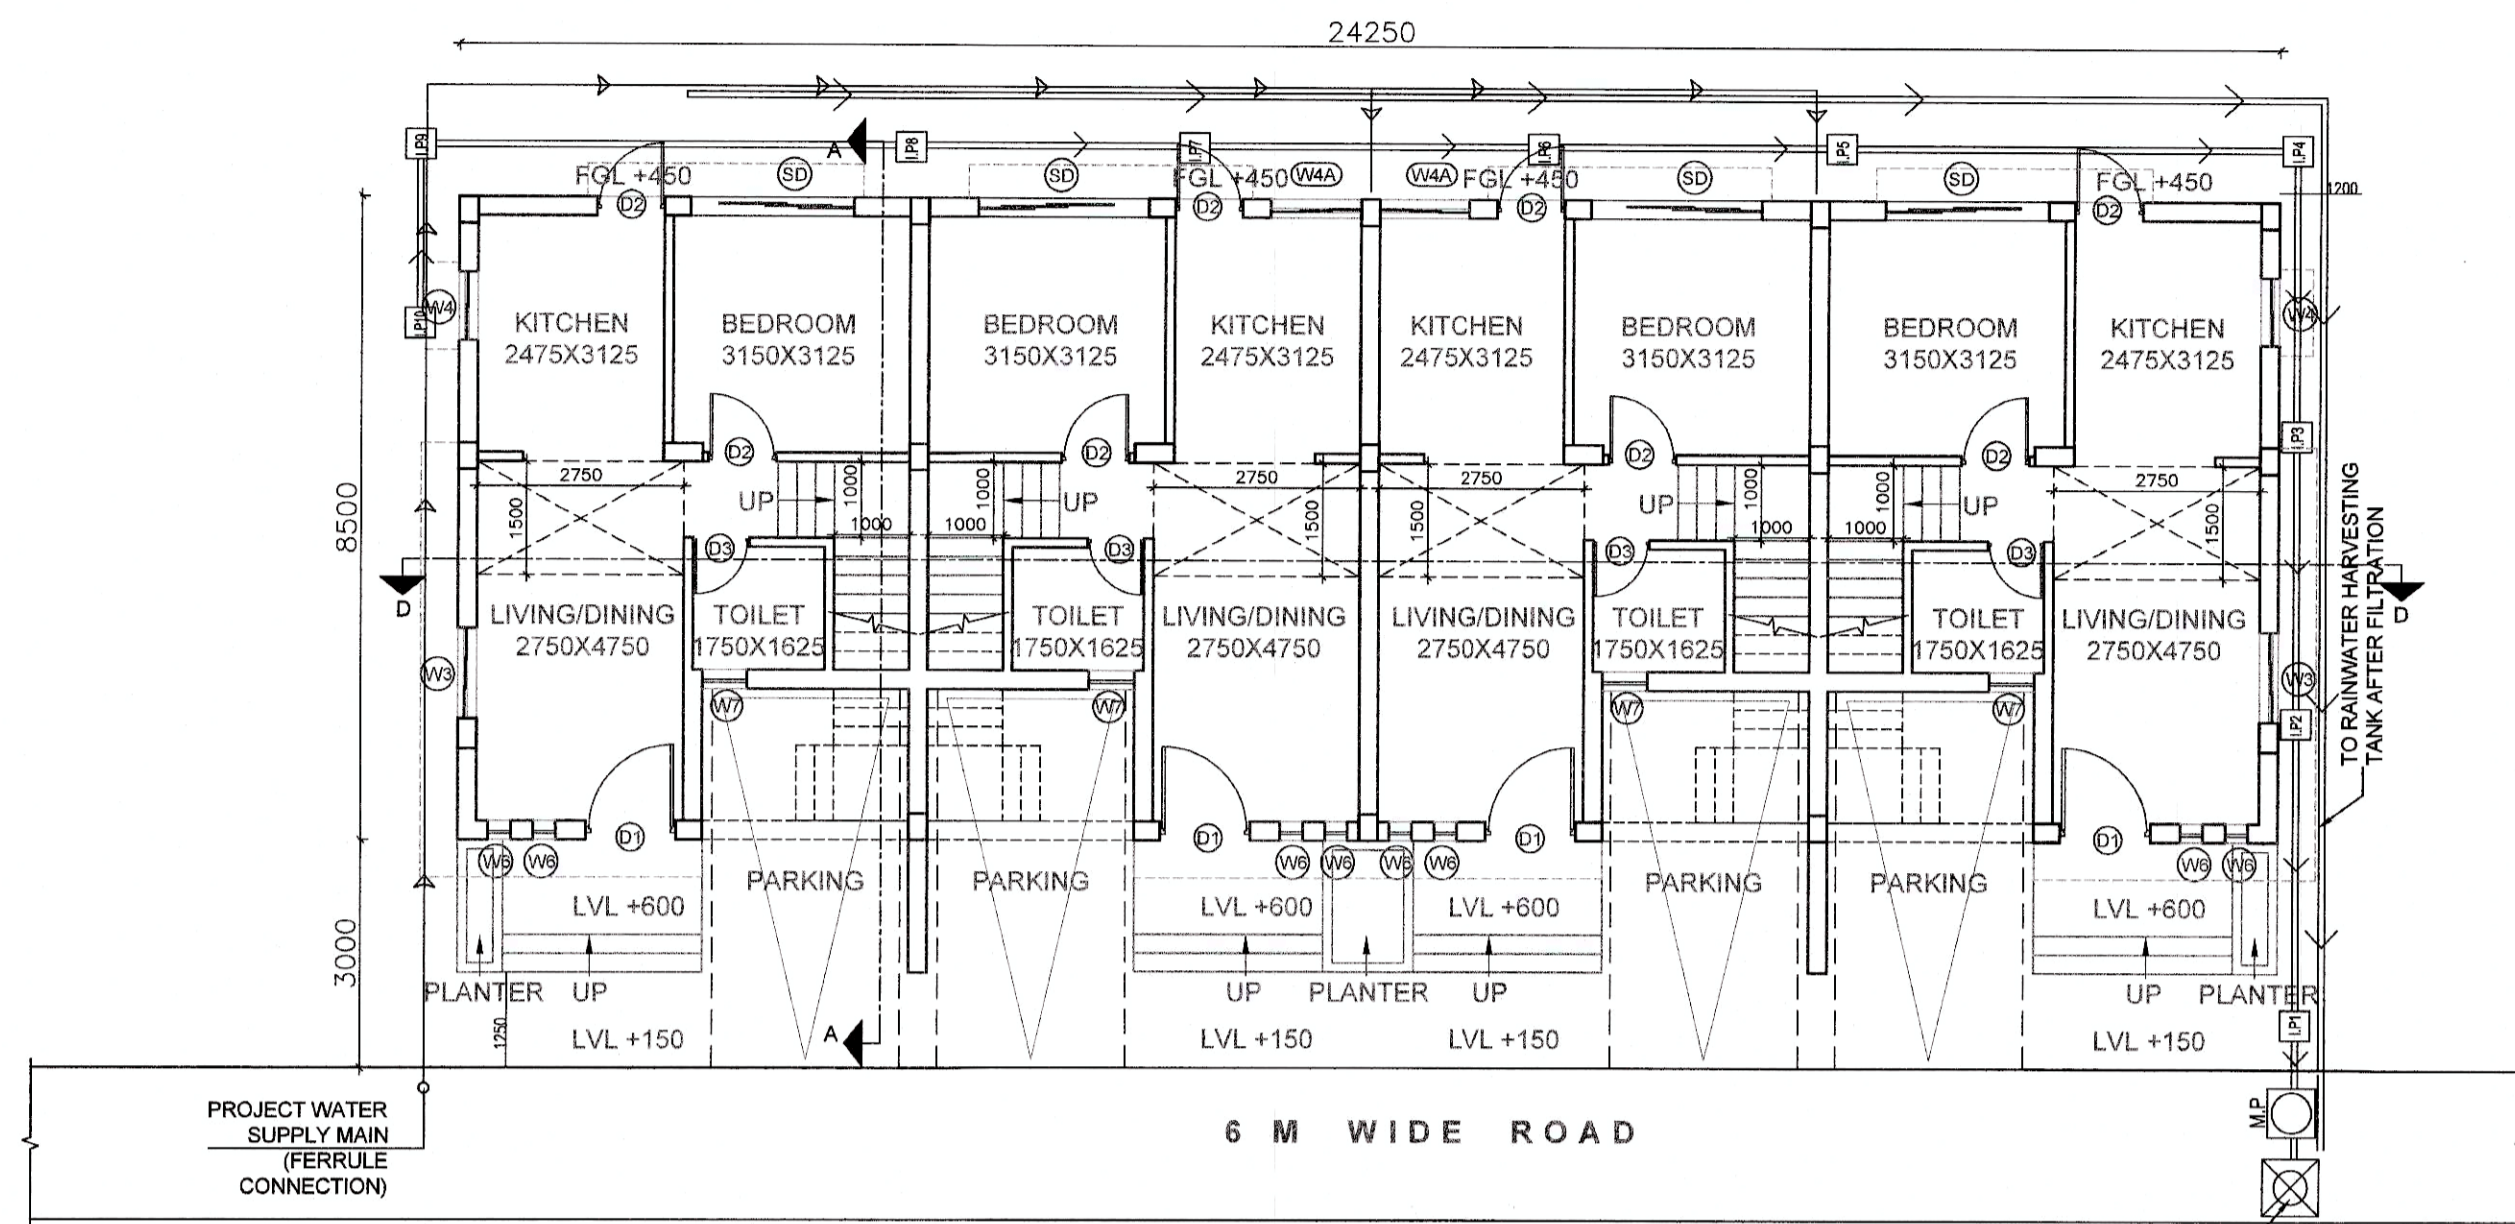 24250
I.P9
A
I.P8
I.P7
I.P6
I.P5
I.P4
FGL +450
SD
SD
FGL +450
W4A
W4A
FGL +450
SD
SD
FGL +450
1200
D2
D2
D2
D2
I.P10
W4
W4
KITCHEN
2475X3125
BEDROOM
3150X3125
BEDROOM
3150X3125
KITCHEN
2475X3125
KITCHEN
2475X3125
BEDROOM
3150X3125
BEDROOM
3150X3125
KITCHEN
2475X3125
I.P3
D2
D2
D2
D2
2750
1500
UP
1000
1000
1000
1000
UP
2750
1500
2750
1500
UP
1000
1000
1000
1000
UP
2750
1500
8500
D3
D3
D3
D3
D
D
LIVING/DINING
2750X4750
TOILET
1750X1625
TOILET
1750X1625
LIVING/DINING
2750X4750
LIVING/DINING
2750X4750
TOILET
1750X1625
TOILET
1750X1625
LIVING/DINING
2750X4750
TO RAINWATER HARVESTING
TANK AFTER FILTRATION
W3
W7
W7
W7
W7
W3
I.P2
D1
D1
D1
D1
W6
W6
W6
W6
W6
W6
W6
W6
PARKING
PARKING
PARKING
PARKING
3000
LVL +600
LVL +600
LVL +600
LVL +600
PLANTER
UP
UP
PLANTER
UP
UP
PLANTER
1250
LVL +150
A
LVL +150
LVL +150
LVL +150
I.P1
PROJECT WATER
SUPPLY MAIN
(FERRULE
CONNECTION)
6 M WIDE ROAD
M.P